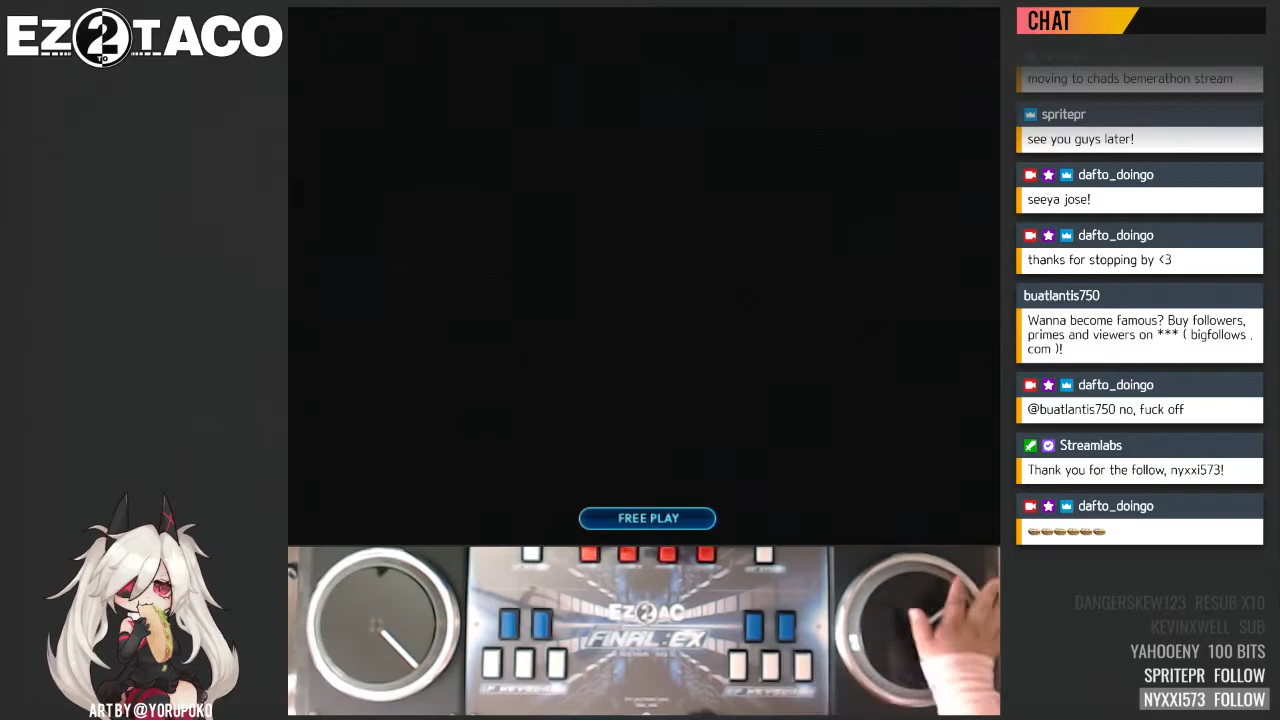 EZ2TACO
CHAT
moving to chads bemerathon stream
spritepr
see you guys later!
dafto_doingo
seeya jose!
dafto_doingo
thanks for stopping by <3
buatlantis750
Wanna become famous? Buy followers,
primes and viewers on *** ( bigfollows .
com )!
dafto_doingo
@buatlantis750 no, fuck off
Streamlabs
Thank you for the follow, nyxxi573!
dafto_doingo
FREE PLAY
EZ2AC
FINAL:EX
DANGERSKEW123 RESUB X10
KEVINXWELL SUB
YAHOOENY 100 BITS
SPRITEPR FOLLOW
NYXXI573 FOLLOW
ART BY @YORUPOKO